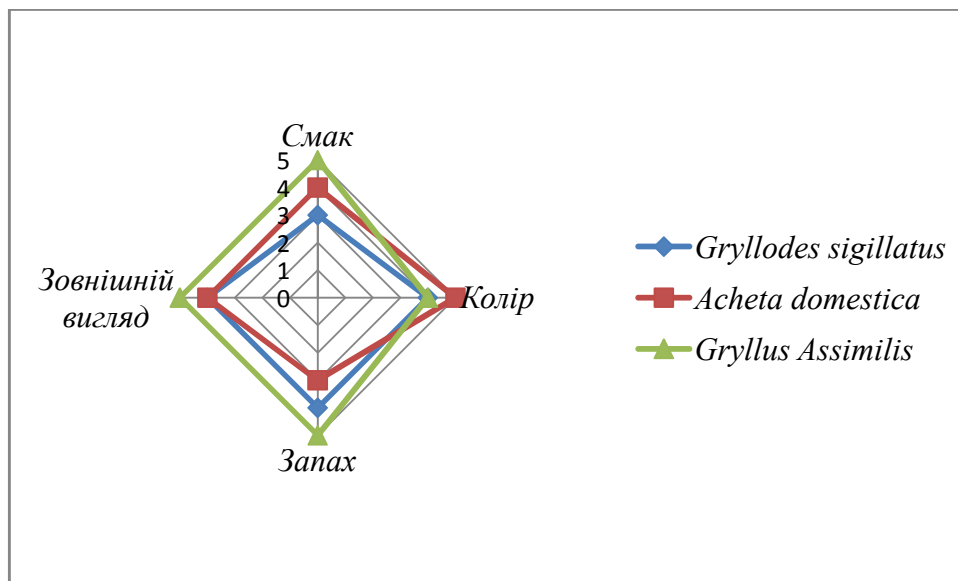 Смак
5
4
3
2
1
0
Зовнішній
вигляд
Колір
Запах
Gryllodes sigillatus
Acheta domestica
Gryllus Assimilis